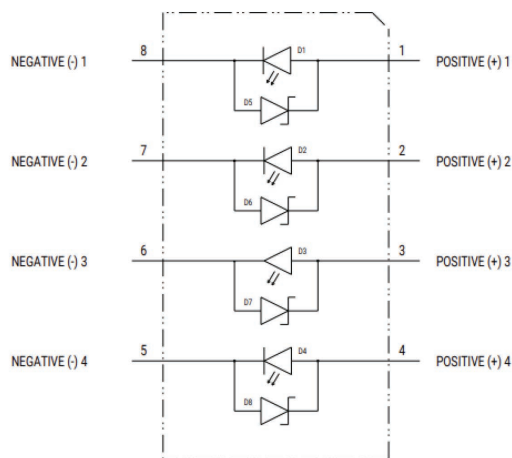 D1
NEGATIVE (-) 1 8 1 POSITIVE (+) 1
D5
D2
NEGATIVE (-) 2 7 2 POSITIVE (+) 2
D6
D3
NEGATIVE (-) 3 6 3 POSITIVE (+) 3
D7
D4
NEGATIVE (-) 4 5 4 POSITIVE (+) 4
D8